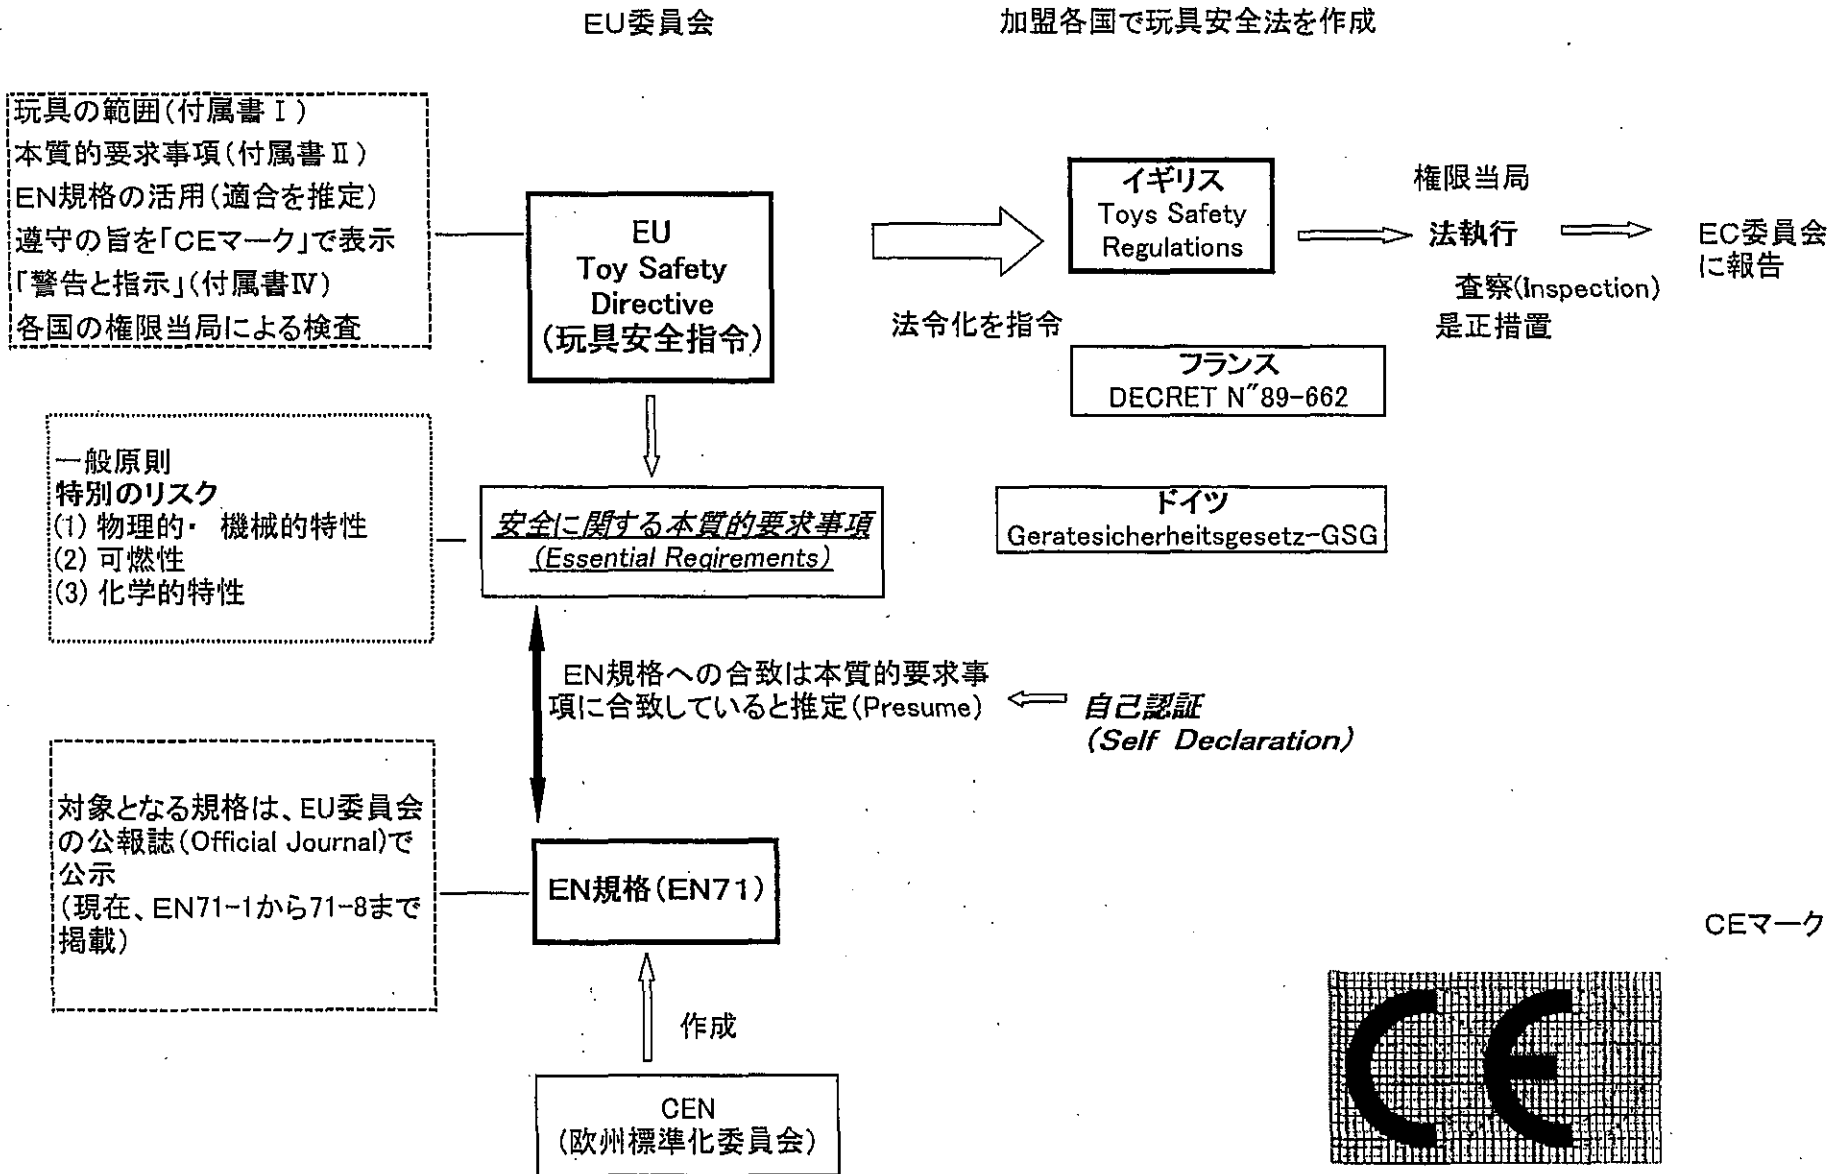 EU委員会
加盟各国で玩具安全法を作成
玩具の範囲(付属書Ⅰ)
本質的要求事項(付属書Ⅱ)
EN規格の活用(適合を推定)
遵守の旨を「CEマーク」で表示
「警告と指示」(付属書Ⅳ)
各国の権限当局による検査
EU
Toy Safety
Directive
(玩具安全指令)
法令化を指令
イギリス
Toys Safety
Regulations
権限当局
法執行
査察(Inspection)
是正措置
EC委員会
に報告
フランス
DECRET N"89-662
ドイツ
Geratesicherheitsgesetz-GSG
一般原則
特別のリスク
(1) 物理的・ 機械的特性
(2) 可燃性
(3) 化学的特性
安全に関する本質的要求事項
(Essential Reqirements)
EN規格への合致は本質的要求事
項に合致していると推定(Presume)
自己認証
(Self Declaration)
対象となる規格は、EU委員会
の公報誌(Official Journal)で
公示
(現在、EN71-1から71-8まで
掲載)
EN規格(EN71)
作成
CEN
(欧州標準化委員会)
CEマーク
CE